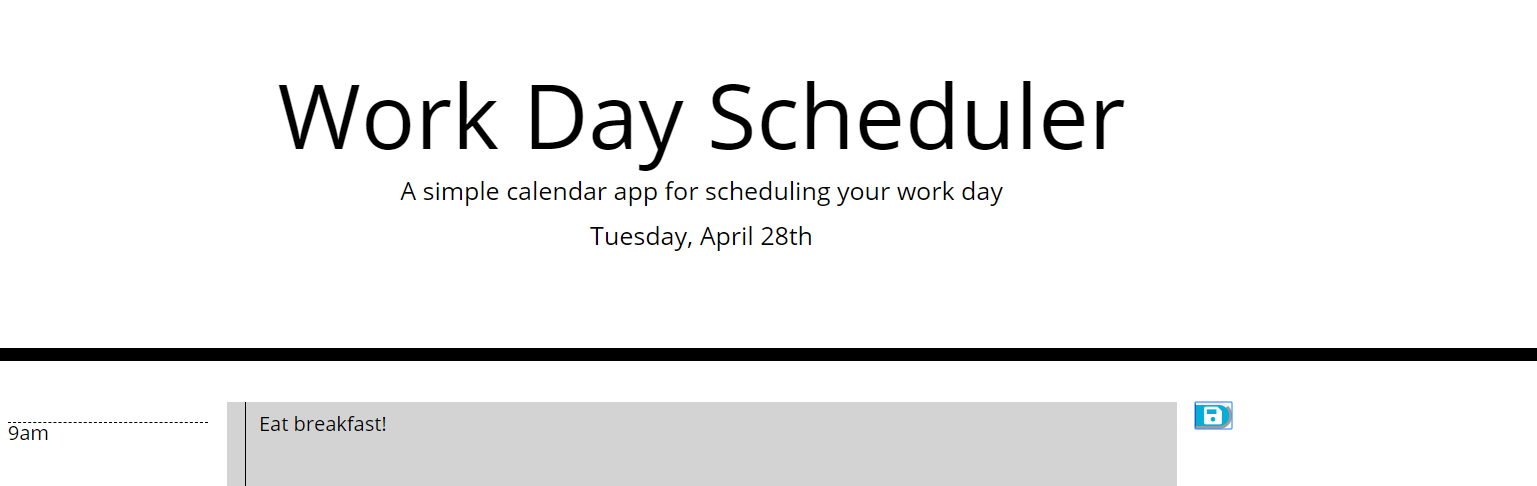 Work Day Scheduler
A simple calendar app for scheduling your work day
Tuesday, April 28th
9am
Eat breakfast!